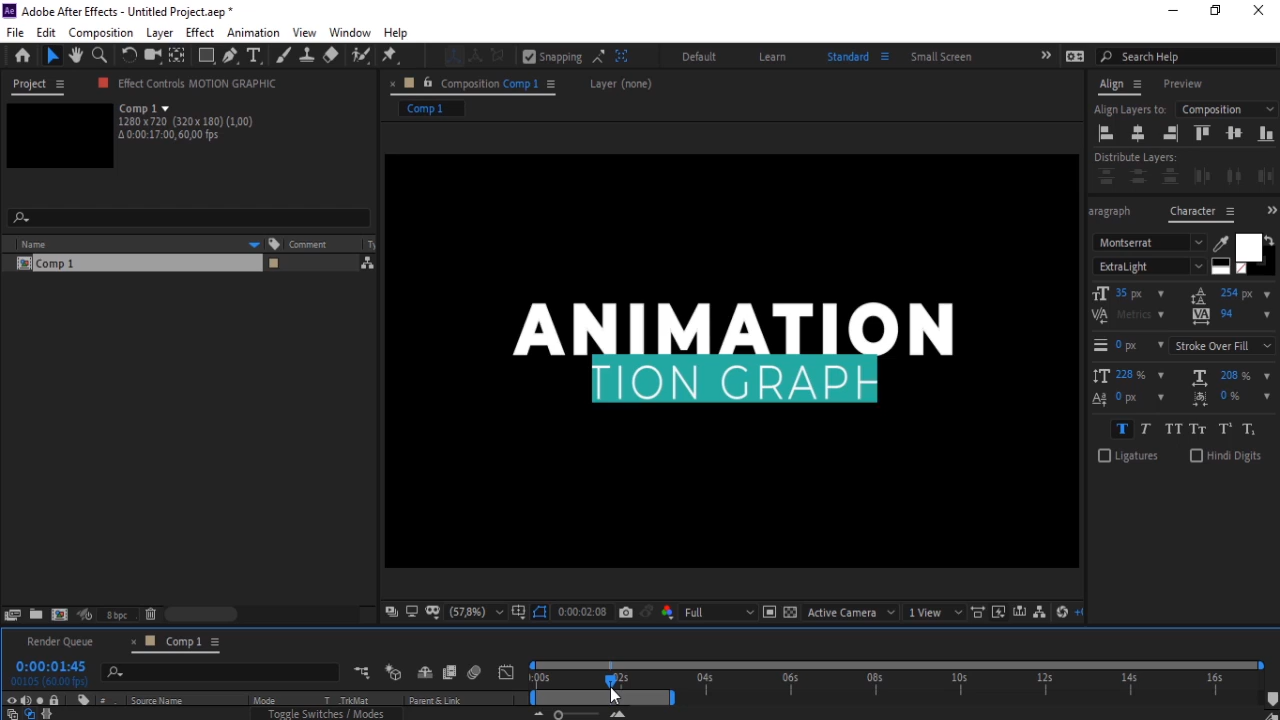 Ae Adobe After Effects - Untitled Project.aep *
File Edit Composition Layer Effect Animation View Window Help
Snapping Default Learn Standard Small Screen Search Help
Project Effect Controls MOTION GRAPHIC Composition Comp 1 Layer (none) Align Preview
Comp 1
1280 x 720 (320 x 180) (1,00)
Δ 0:00:17:00, 60,00 fps
Comp 1
Align Layers to: Composition
Distribute Layers:
aragraph Character
Name Comment Ty
Comp 1
Montserrat
ExtraLight
35 px 254 px
Metrics 94
0 px Stroke Over Fill
228 % 208 %
0 px 0 %
T T TT Tт T¹ T₁
Ligatures Hindi Digits
ANIMATION
TION GRAPH
8 bpc (57,8%) 0:00:02:08 Full Active Camera 1 View
Render Queue Comp 1
0:00:01:45
00105 (60.00 fps)
:00s 02s 04s 06s 08s 10s 12s 14s 16s
# Source Name Mode T .TrkMat Parent & Link
Toggle Switches / Modes